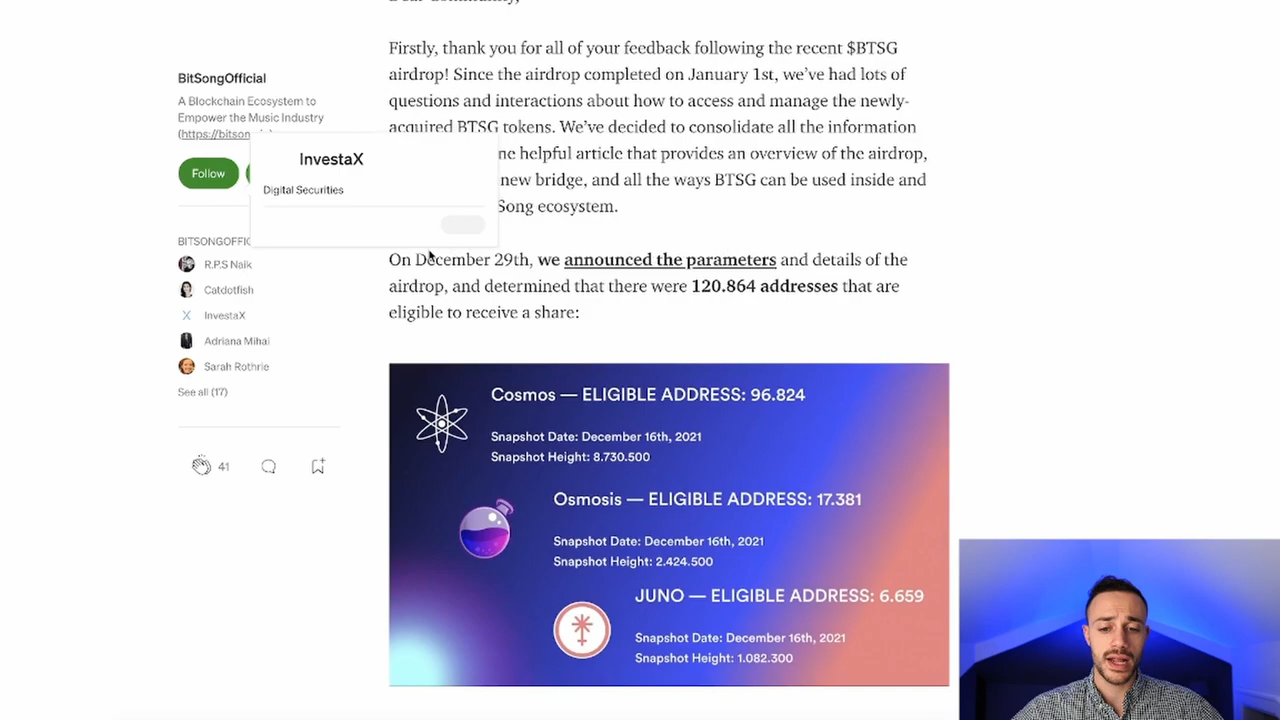 Firstly, thank you for all of your feedback following the recent $BTSG
airdrop! Since the airdrop completed on January 1st, we've had lots of
questions and interactions about how to access and manage the newly-
acquired BTSG tokens. We've decided to consolidate all the information
ne helpful article that provides an overview of the airdrop,
new bridge, and all the ways BTSG can be used inside and
Song ecosystem.
On December 29th, we announced the parameters and details of the
airdrop, and determined that there were 120.864 addresses that are
eligible to receive a share:
BitSongOfficial
A Blockchain Ecosystem to
Empower the Music Industry
(https://bitson
Follow
InvestaX
Digital Securities
BITSONGOFFIC
R.P.S Naik
Catdotfish
InvestaX
Adriana Mihai
Sarah Rothrie
See all (17)
41
Cosmos — ELIGIBLE ADDRESS: 96.824
Snapshot Date: December 16th, 2021
Snapshot Height: 8.730.500
Osmosis — ELIGIBLE ADDRESS: 17.381
Snapshot Date: December 16th, 2021
Snapshot Height: 2.424.500
JUNO — ELIGIBLE ADDRESS: 6.659
Snapshot Date: December 16th, 2021
Snapshot Height: 1.082.300